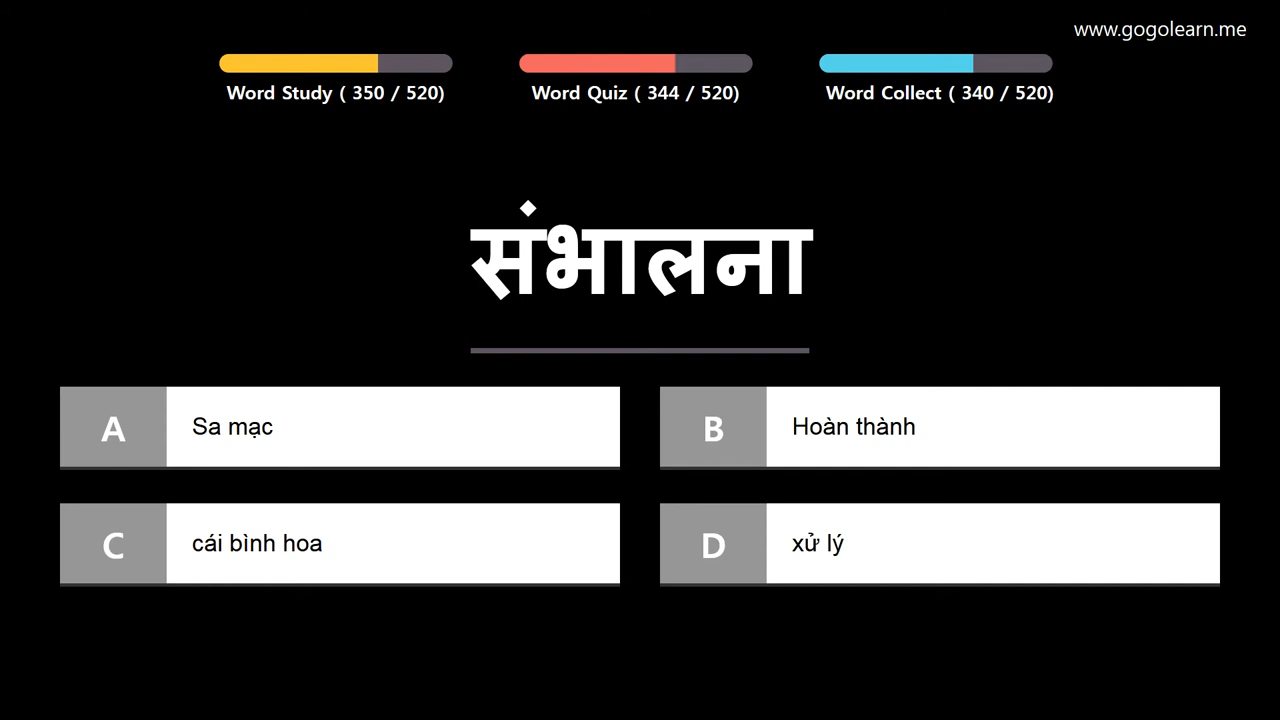 www.gogolearn.me
Word Study ( 350 / 520)
Word Quiz ( 344 / 520)
Word Collect ( 340 / 520)
संभालना
A Sa mạc
B Hoàn thành
C cái bình hoa
D xử lý